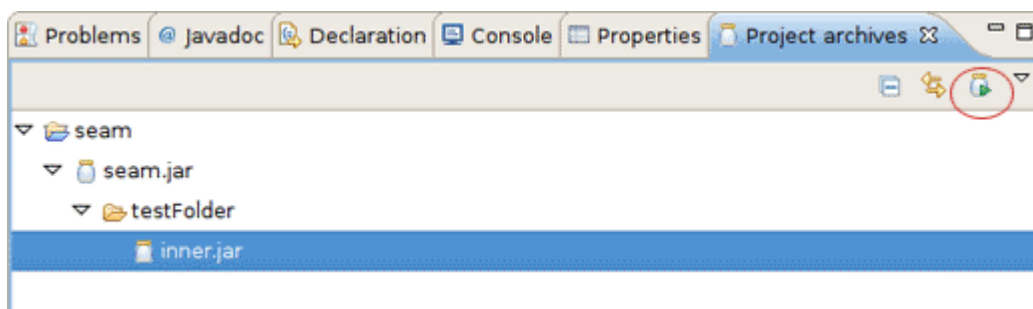 Problems @ Javadoc Declaration Console Properties Project archives
seam
seam.jar
testFolder
inner.jar